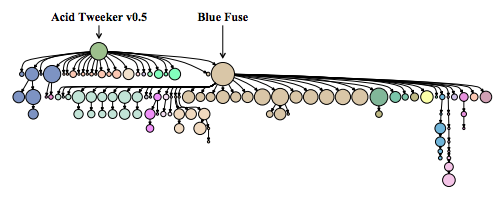 Acid Tweeker v0.5
Blue Fuse